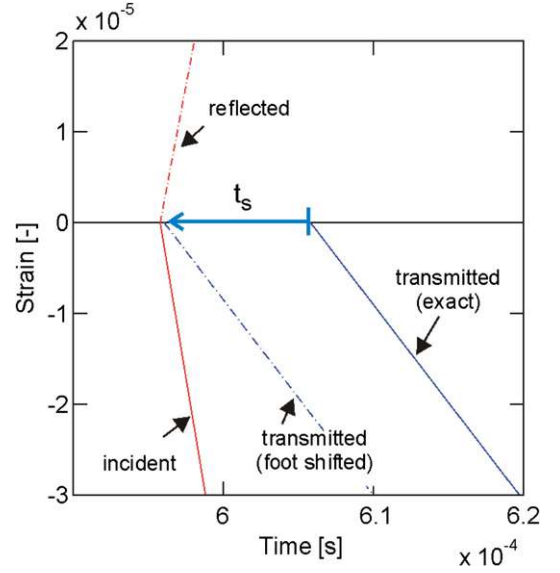 × 10⁻⁵
2
1
0
-1
-2
-3
Strain [-]
reflected
tₛ
transmitted
(exact)
transmitted
(foot shifted)
incident
6
6.1
6.2
Time [s]
× 10⁻⁴